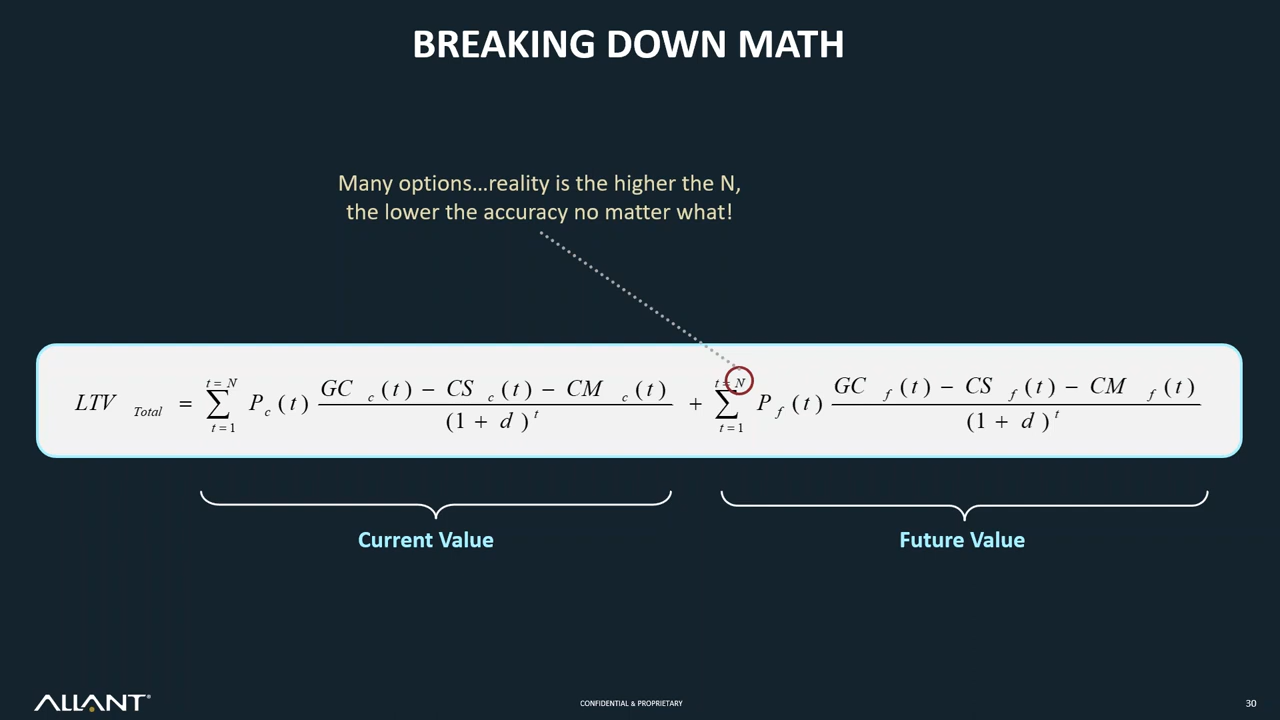 BREAKING DOWN MATH
Many options...reality is the higher the N,
the lower the accuracy no matter what!
LTV Total = ∑ t=1 t=N P c (t) GC c (t) − CS c (t) − CM c (t) / (1 + d) t + ∑ t=1 t=N P f (t) GC f (t) − CS f (t) − CM f (t) / (1 + d) t
Current Value
Future Value
ALLANT
CONFIDENTIAL & PROPRIETARY
30